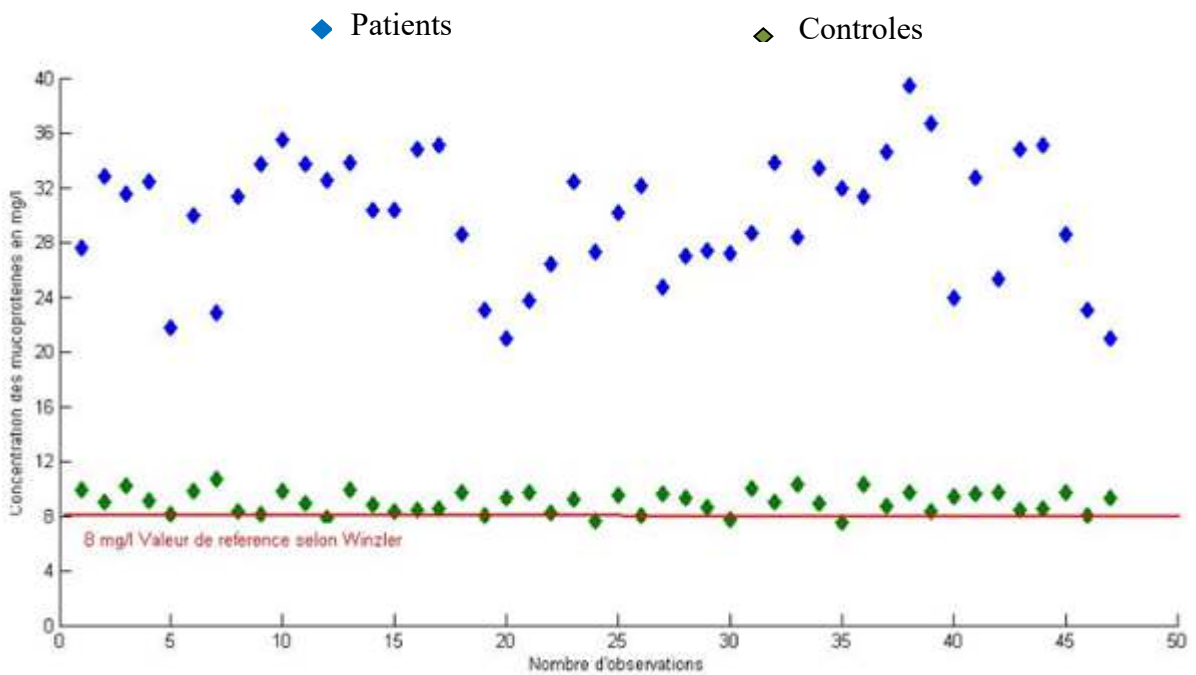 Patients
Controles
40
36
32
28
24
20
16
12
8
4
0
Concentration des mucoproteines en mg/l
8 mg/l Valeur de reference selon Winzler
0 5 10 15 20 25 30 35 40 45 50
Nombre d'observations